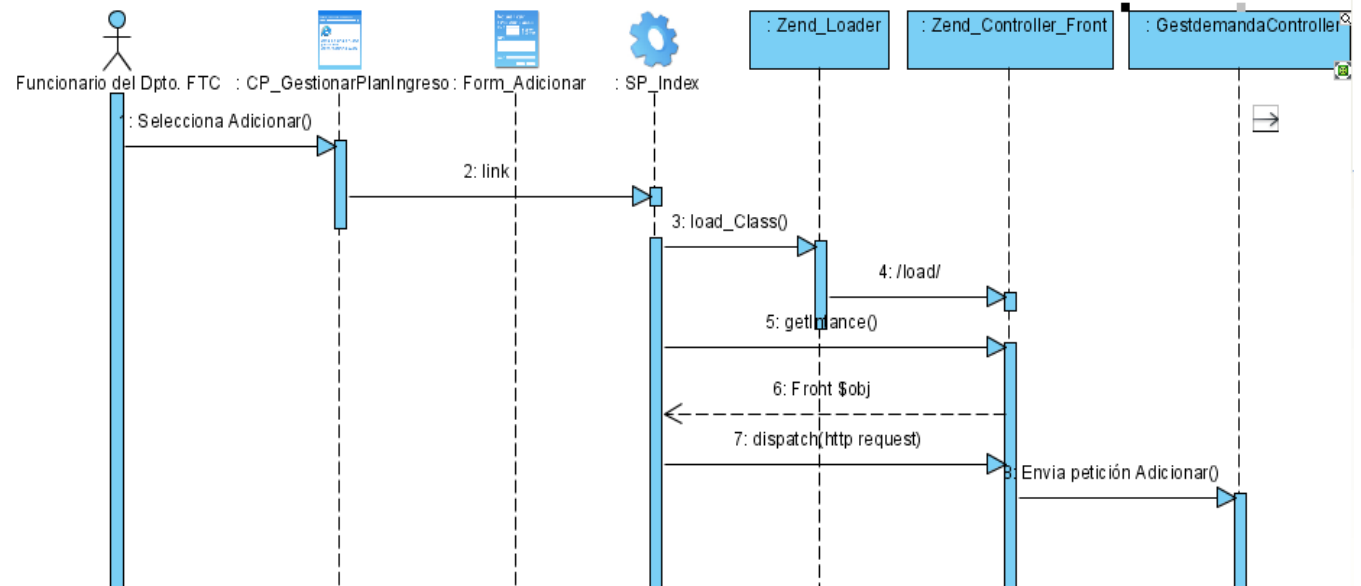 : Zend_Loader
: Zend_Controller_Front
: GestdemandaController
Funcionario del Dpto. FTC
: CP_GestionarPlanIngreso
: Form_Adicionar
: SP_Index
1: Selecciona Adicionar()
2: link
3: load_Class()
4: /load/
5: getIntance()
6: Front $obj
7: dispatch(http request)
8: Envia petición Adicionar()